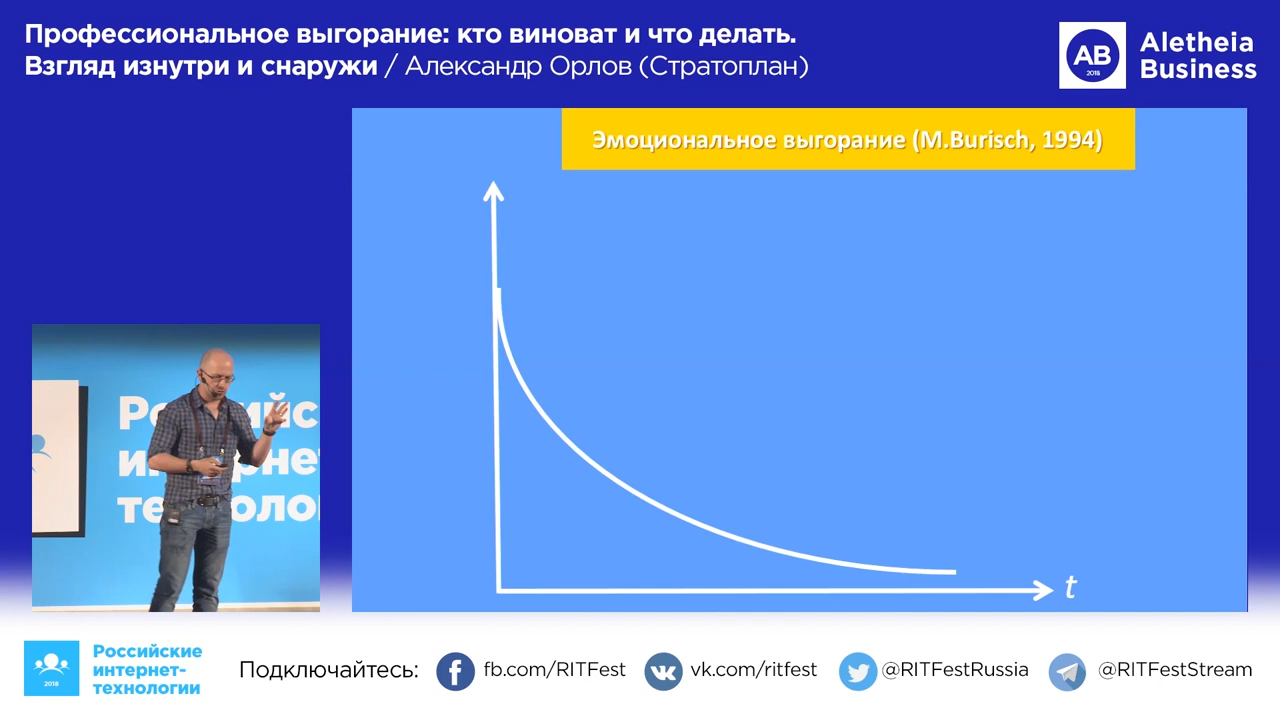 Профессиональное выгорание: кто виноват и что делать.
Взгляд изнутри и снаружи / Александр Орлов (Стратоплан)
AB
2018
Aletheia
Business
Эмоциональное выгорание (M.Burisch, 1994)
t
2018
Российские
интернет-
технологии
Подключайтесь:
fb.com/RITFest
vk.com/ritfest
@RITFestRussia
@RITFestStream